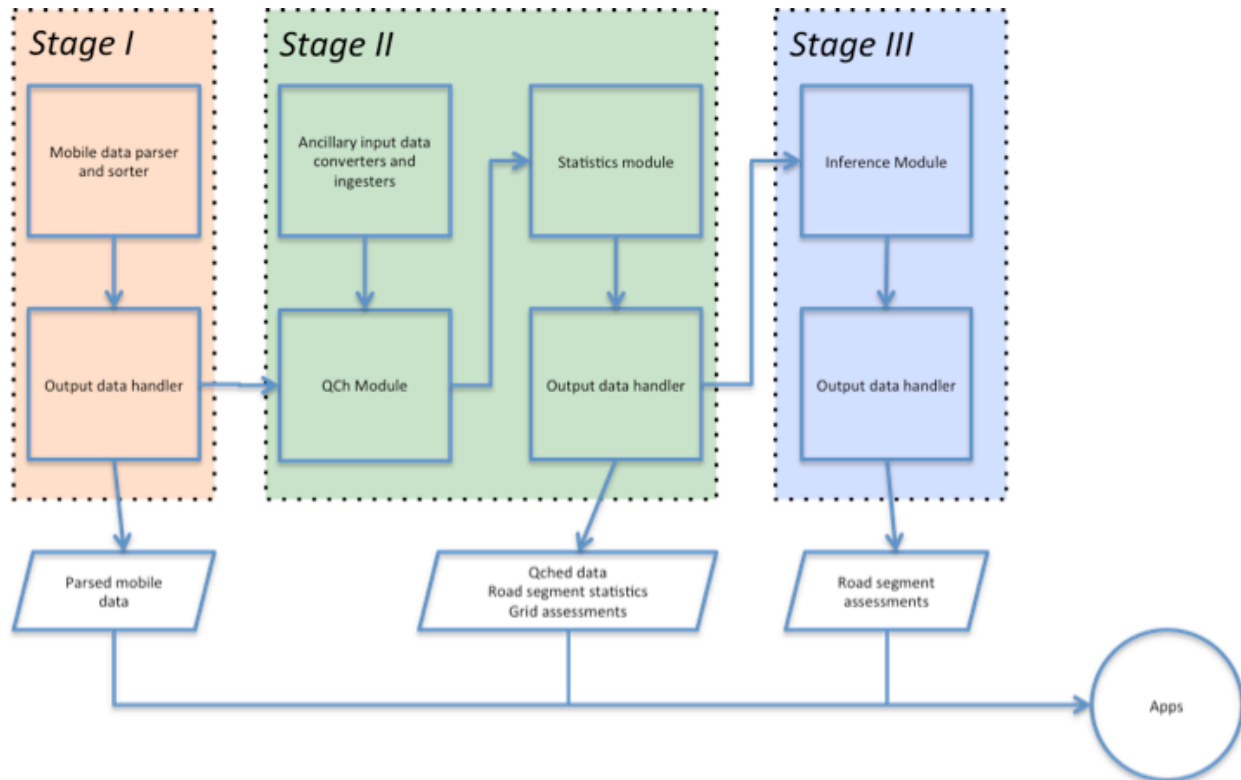 Stage I
Mobile data parser
and sorter
Output data handler
Parsed mobile
data
Stage II
Ancillary input data
converters and
ingesters
QCh Module
Statistics module
Output data handler
Qched data
Road segment statistics
Grid assessments
Stage III
Inference Module
Output data handler
Road segment
assessments
Apps